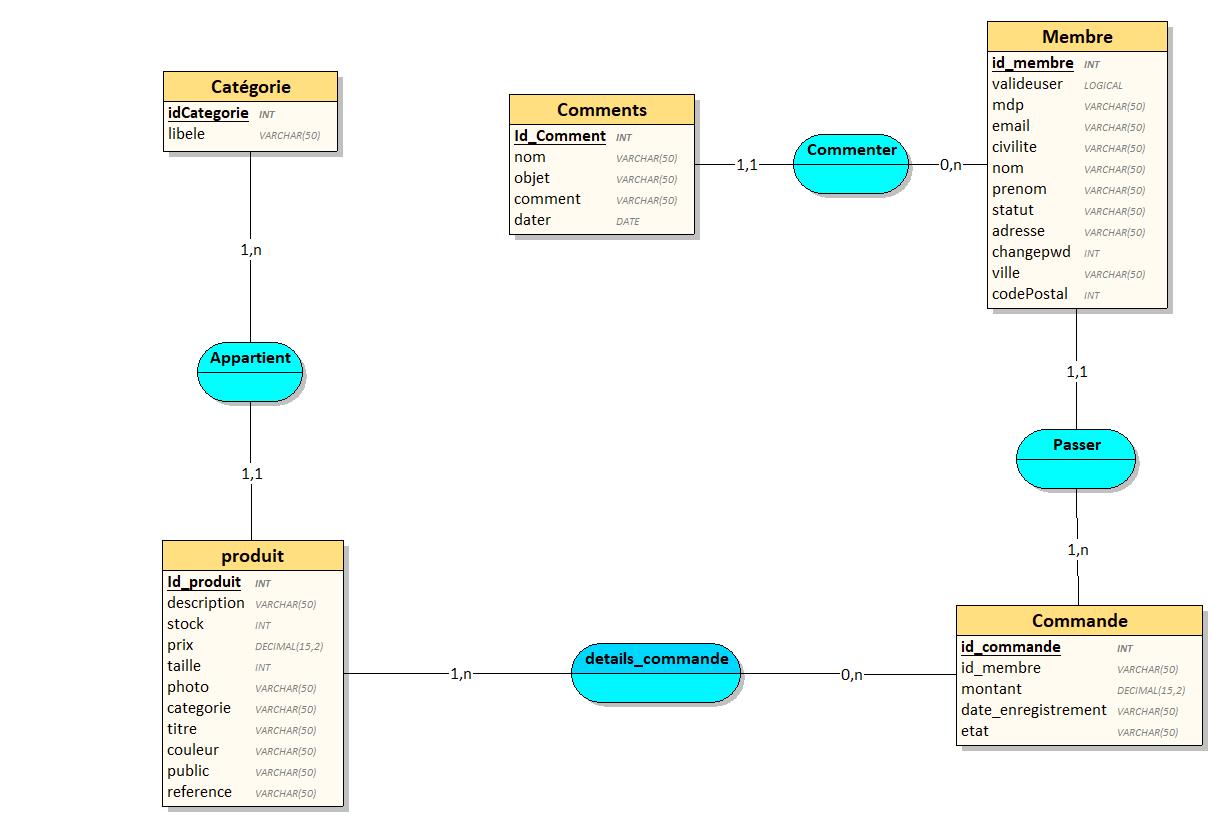 Catégorie
idCategorie INT
libele VARCHAR(50)
1,n
Appartient
1,1
produit
Id_produit INT
description VARCHAR(50)
stock INT
prix DECIMAL(15,2)
taille INT
photo VARCHAR(50)
categorie VARCHAR(50)
titre VARCHAR(50)
couleur VARCHAR(50)
public VARCHAR(50)
reference VARCHAR(50)
Comments
Id_Comment INT
nom VARCHAR(50)
objet VARCHAR(50)
comment VARCHAR(50)
dater DATE
1,1
Commenter
0,n
Membre
id_membre INT
valideuser LOGICAL
mdp VARCHAR(50)
email VARCHAR(50)
civilite VARCHAR(50)
nom VARCHAR(50)
prenom VARCHAR(50)
statut VARCHAR(50)
adresse VARCHAR(50)
changepwd INT
ville VARCHAR(50)
codePostal INT
1,1
Passer
1,n
1,n
details_commande
0,n
Commande
id_commande INT
id_membre VARCHAR(50)
montant DECIMAL(15,2)
date_enregistrement VARCHAR(50)
etat VARCHAR(50)